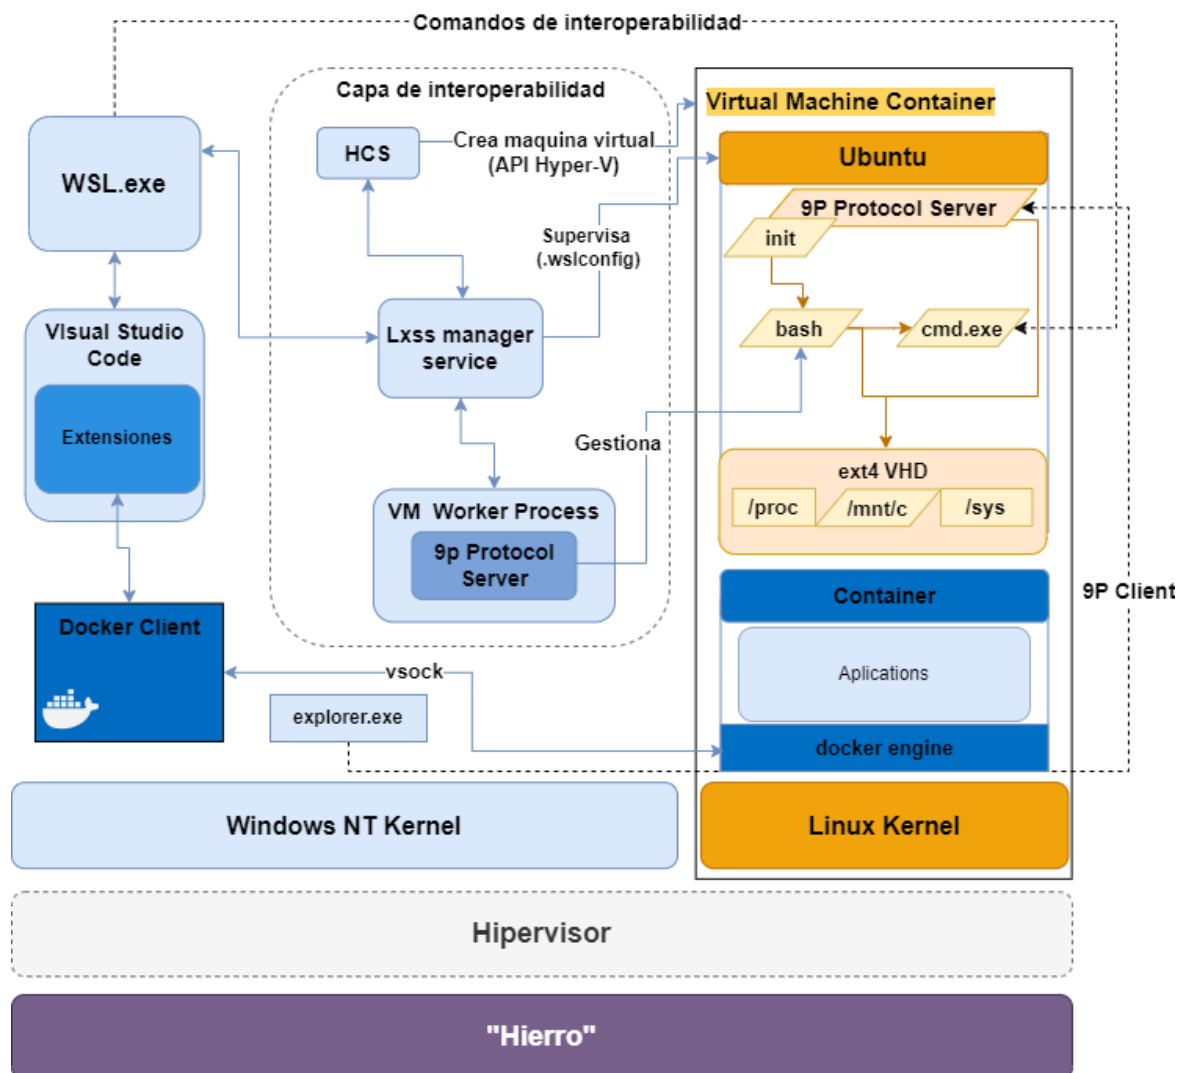 Comandos de interoperabilidad
Capa de interoperabilidad
Virtual Machine Container
WSL.exe
HCS
Crea maquina virtual
(API Hyper-V)
Ubuntu
9P Protocol Server
init
Supervisa
(.wslconfig)
VIsual Studio
Code
Extensiones
Lxss manager
service
bash
cmd.exe
Gestiona
ext4 VHD
/proc
/mnt/c
/sys
VM Worker Process
9p Protocol
Server
Container
9P Client
Docker Client
Aplications
vsock
explorer.exe
docker engine
Windows NT Kernel
Linux Kernel
Hipervisor
"Hierro"